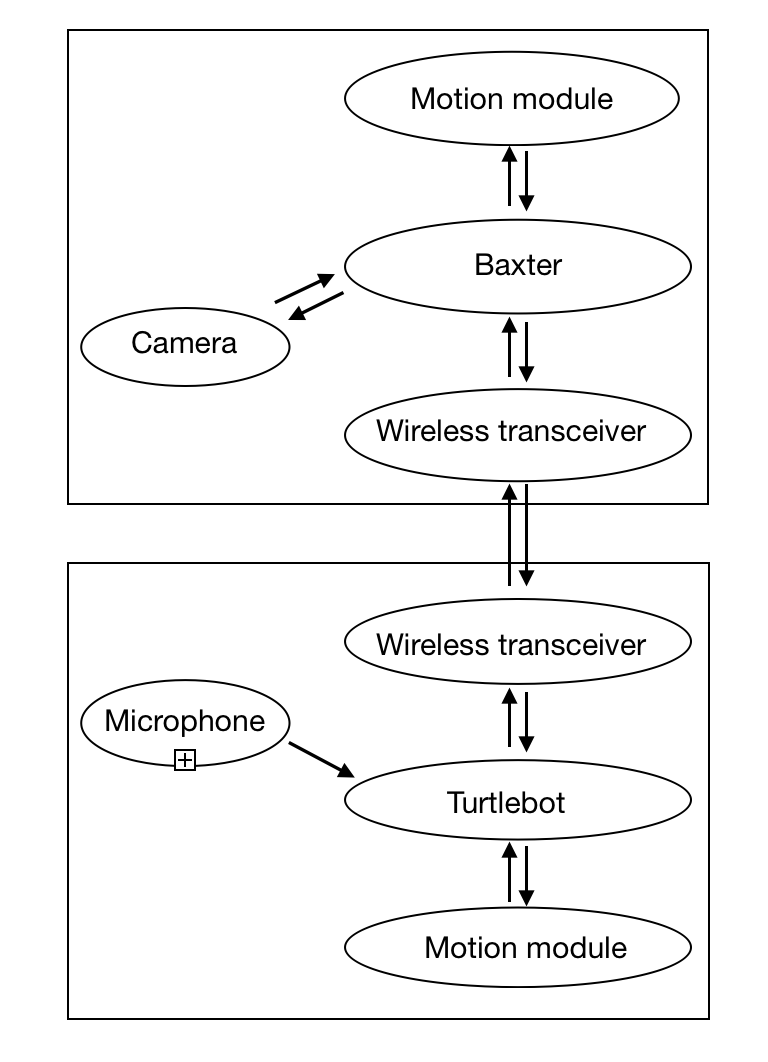 Motion module
Baxter
Camera
Wireless transceiver
Wireless transceiver
Microphone
Turtlebot
Motion module